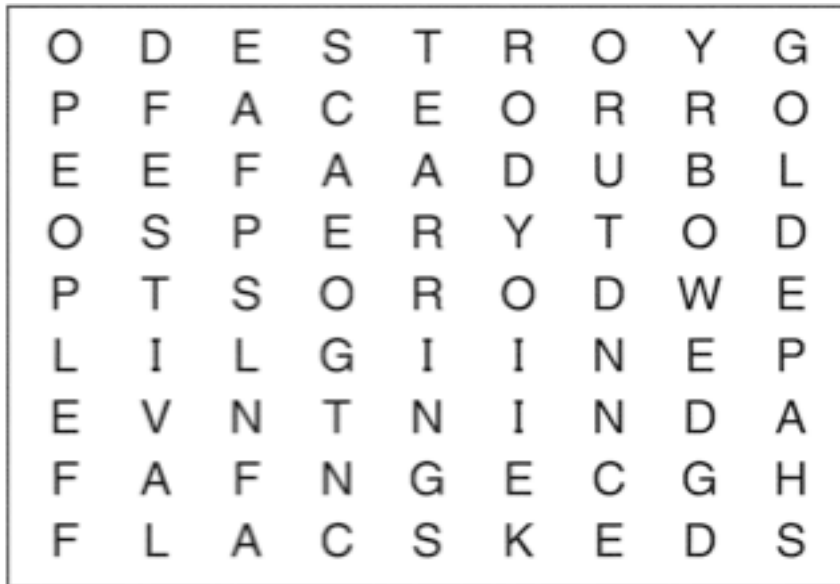 O D E S T R O Y G
P F A C E O R R O
E E F A A D U B L
O S P E R Y T O D
P T S O R O D W E
L I L G I I N E P
E V N T N I N D A
F A F N G E C G H
F L A C S K E D S